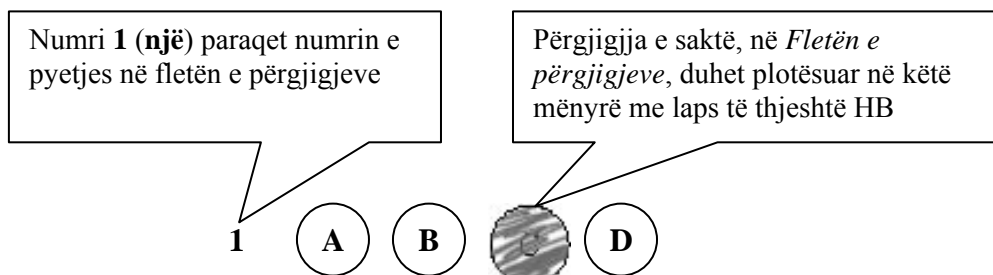 Numri 1 (një) paraqet numrin e
pyetjes në fletën e përgjigjeve
Përgjigjja e saktë, në Fletën e
përgjigjeve, duhet plotësuar në këtë
mënyrë me laps të thjeshtë HB
1 A B D